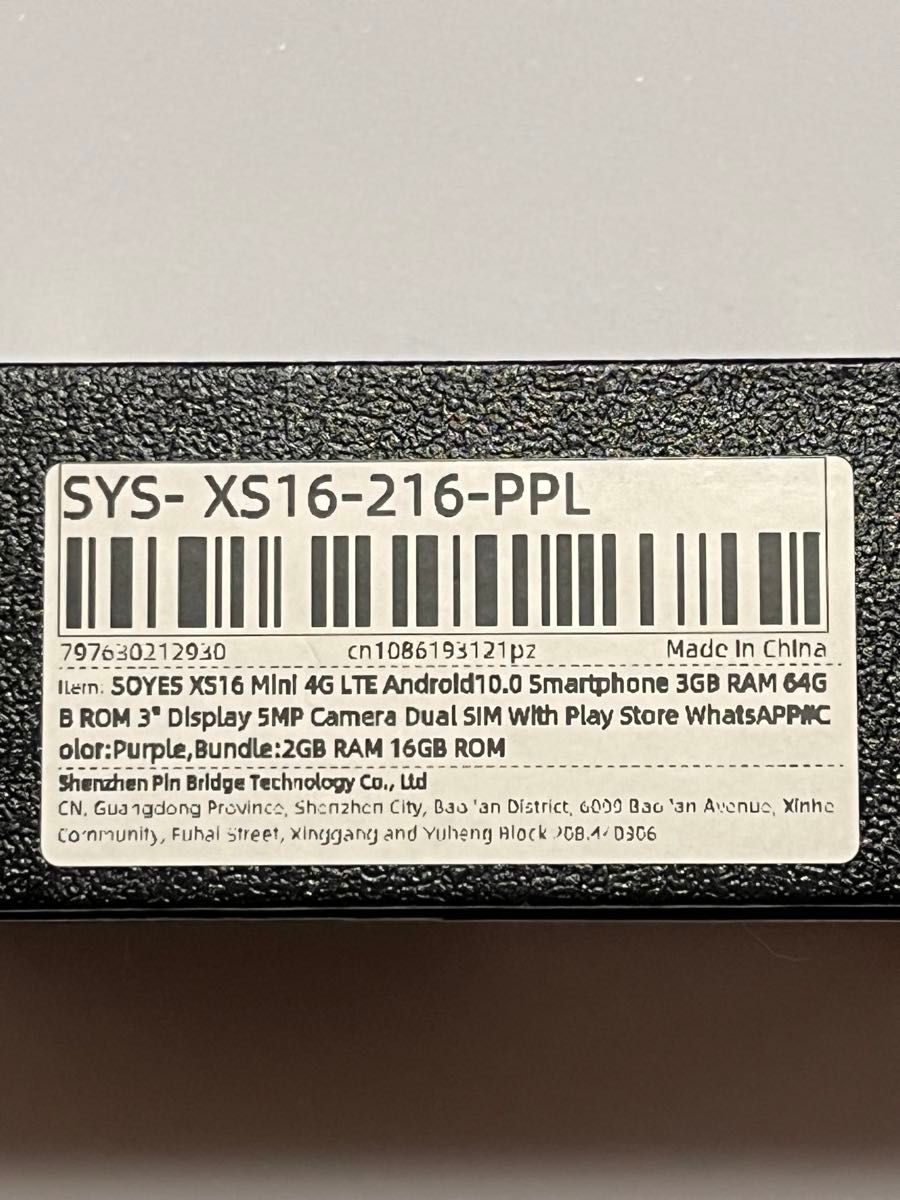 SYS- XS16-216-PPL
797630212930 cn1086193121pz Made In China
Item: SOYES XS16 Mini 4G LTE Android10.0 Smartphone 3GB RAM 64G
B ROM 3" Display 5MP Camera Dual SIM With Play Store WhatsAPP#C
olor:Purple,Bundle:2GB RAM 16GB ROM
Shenzhen Pin Bridge Technology Co., Ltd
CN, Guangdong Province, Shenzhen City, Bao 'an District, 6099 Bao 'an Avenue, Xinhe
Community, Fuhai Street, Xinggang and Yuheng Block